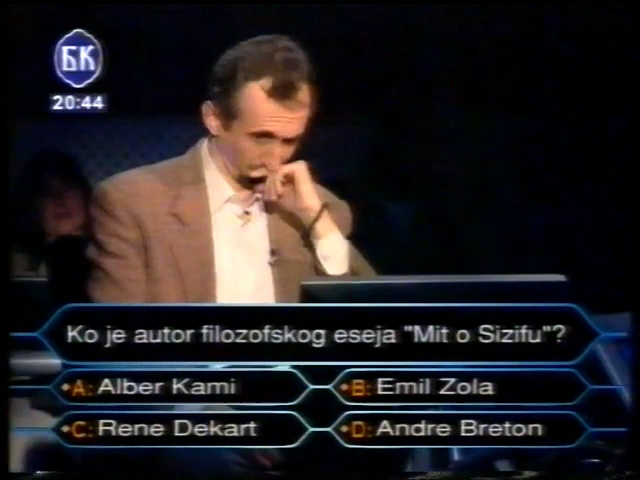 БК
20:44
Ko je autor filozofskog eseja "Mit o Sizifu"?
A: Alber Kami
B: Emil Zola
C: Rene Dekart
D: Andre Breton